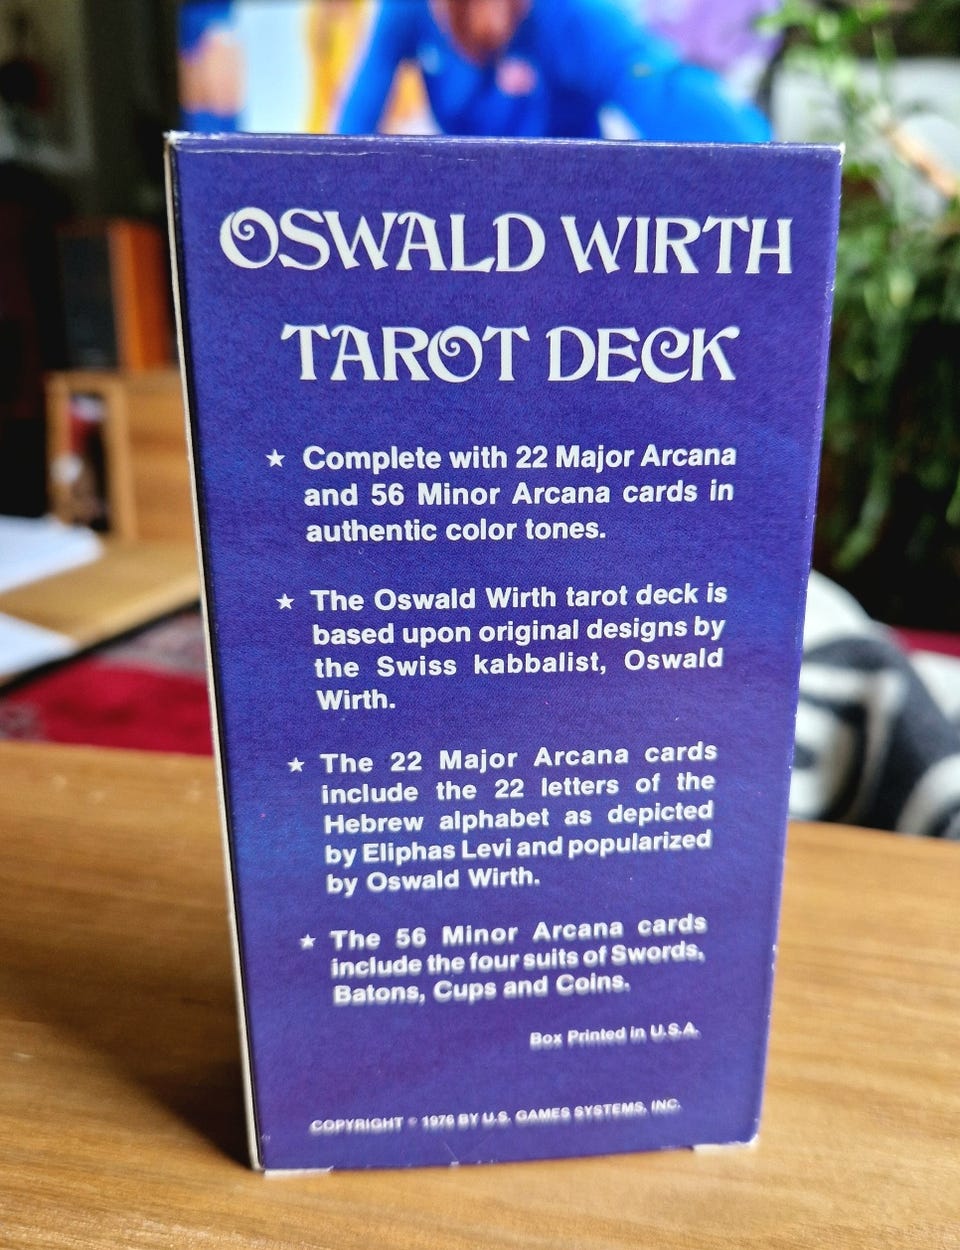 OSWALD WIRTH
TAROT DECK
★ Complete with 22 Major Arcana
and 56 Minor Arcana cards in
authentic color tones.
★ The Oswald Wirth tarot deck is
based upon original designs by
the Swiss kabbalist, Oswald
Wirth.
★ The 22 Major Arcana cards
include the 22 letters of the
Hebrew alphabet as depicted
by Eliphas Levi and popularized
by Oswald Wirth.
★ The 56 Minor Arcana cards
include the four suits of Swords,
Batons, Cups and Coins.
Box Printed in U.S.A.
COPYRIGHT © 1976 BY U.S. GAMES SYSTEMS, INC.